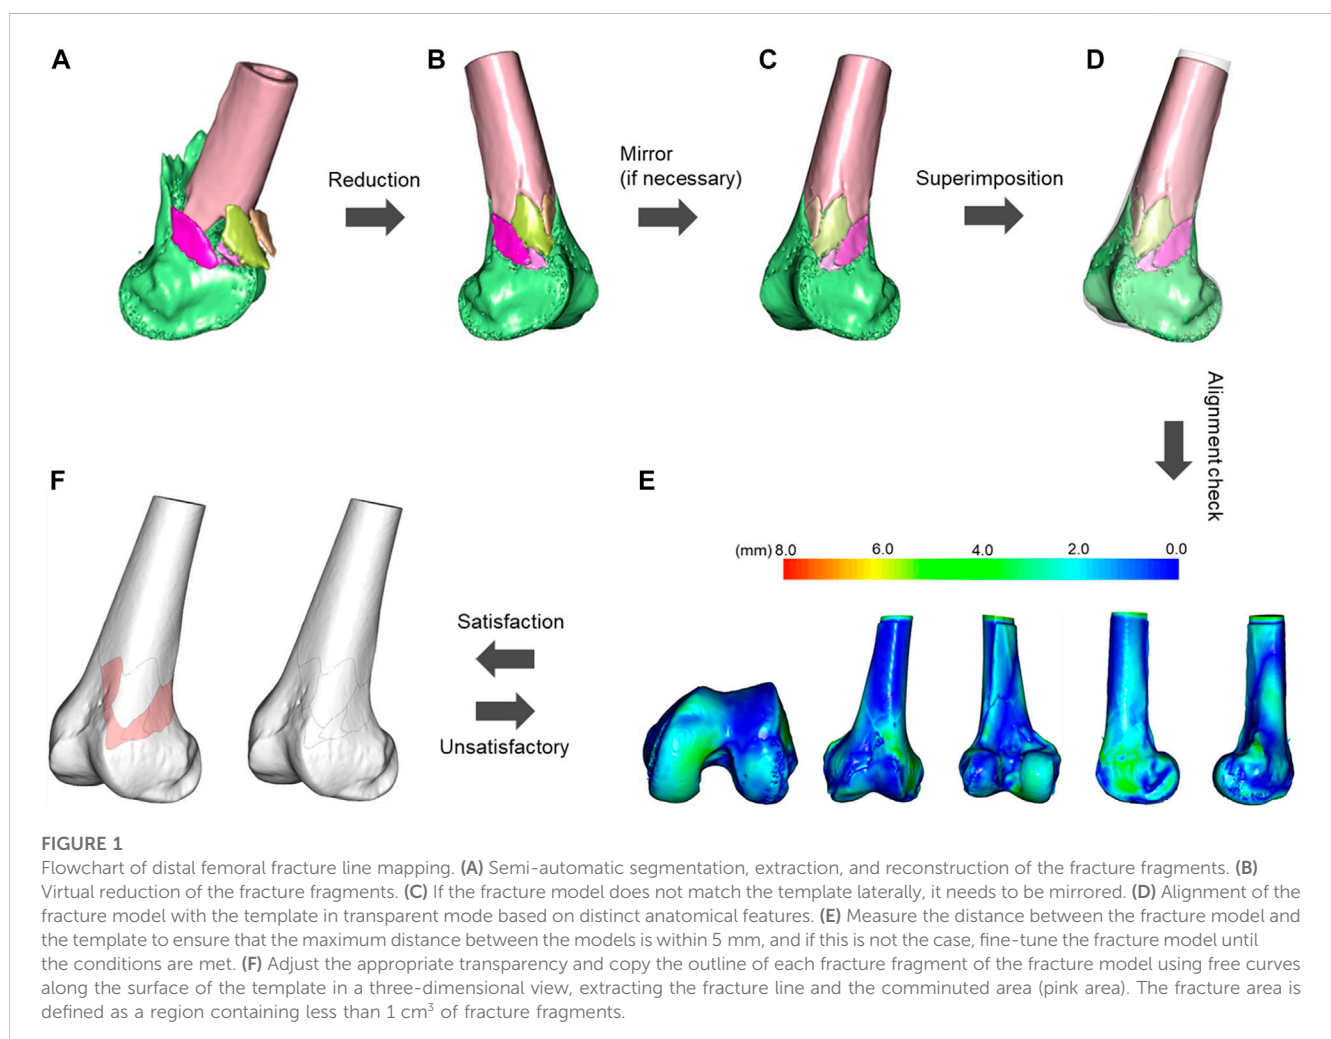 A
B
C
D
Reduction
Mirror
(if necessary)
Superimposition
Alignment check
F
E
(mm) 8.0 6.0 4.0 2.0 0.0
Satisfaction
Unsatisfactory
FIGURE 1
Flowchart of distal femoral fracture line mapping. (A) Semi-automatic segmentation, extraction, and reconstruction of the fracture fragments. (B)
Virtual reduction of the fracture fragments. (C) If the fracture model does not match the template laterally, it needs to be mirrored. (D) Alignment of the
fracture model with the template in transparent mode based on distinct anatomical features. (E) Measure the distance between the fracture model and
the template to ensure that the maximum distance between the models is within 5 mm, and if this is not the case, fine-tune the fracture model until
the conditions are met. (F) Adjust the appropriate transparency and copy the outline of each fracture fragment of the fracture model using free curves
along the surface of the template in a three-dimensional view, extracting the fracture line and the comminuted area (pink area). The fracture area is
defined as a region containing less than 1 cm³ of fracture fragments.